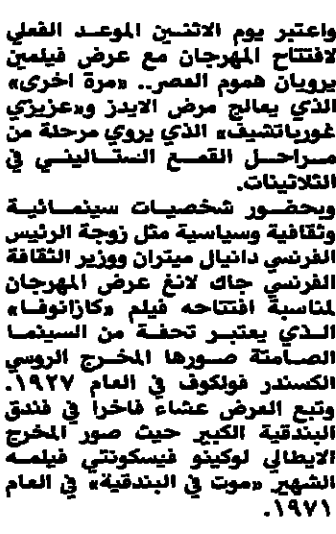 واعتبر يوم الاثنين الموعد الفعلي
لافتتاح المهرجان مع عرض فيلمين
يرويان هموم العصر.. «مرة اخرى»
الذي يعالج مرض الايدز و«عزيزي
غورباتشيف» الذي يروي مرحلة من
مراحل القمع الستاليني في
الثلاثينات.
وبحضور شخصيات سينمائية
وثقافية وسياسية مثل زوجة الرئيس
الفرنسي دانيال ميتران ووزير الثقافة
الفرنسي جاك لانغ عرض المهرجان
لمناسبة افتتاحه فيلم «كازانوفا»
الذي يعتبر تحفة من السينما
الصامتة صورها المخرج الروسي
الكسندر فولكوف في العام ١٩٢٧.
وتبع العرض عشاء فاخرا في فندق
البندقية الكبير حيث صور المخرج
الايطالي لوكينو فيسكونتي فيلمه
الشهير «موت في البندقية» في العام
١٩٧١.